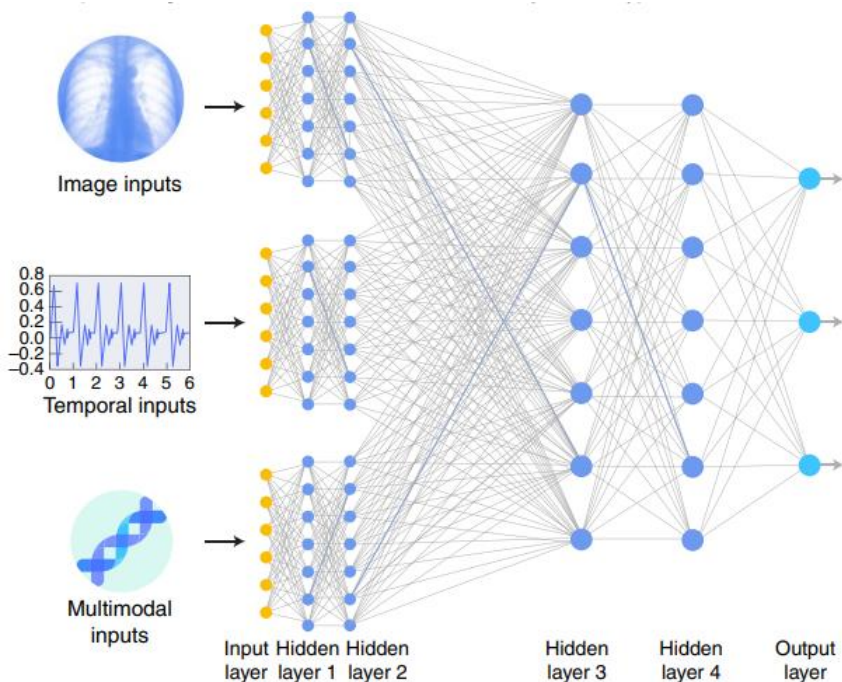 Image inputs
0.8
0.6
0.4
0.2
0.0
–0.2
–0.4
0 1 2 3 4 5 6
Temporal inputs
Multimodal
inputs
Input
layer
Hidden
layer 1
Hidden
layer 2
Hidden
layer 3
Hidden
layer 4
Output
layer